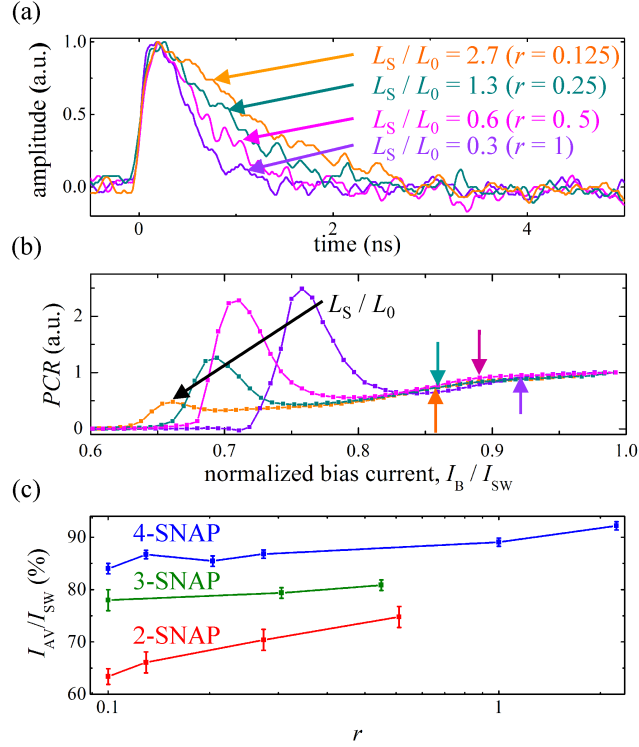 (a)
amplitude (a.u.)
1.0
0.5
0.0
L_S / L_0 = 2.7 (r = 0.125)
L_S / L_0 = 1.3 (r = 0.25)
L_S / L_0 = 0.6 (r = 0. 5)
L_S / L_0 = 0.3 (r = 1)
0 2 4
time (ns)
(b)
PCR (a.u.)
2
1
0
L_S / L_0
0.6 0.7 0.8 0.9 1.0
normalized bias current, I_B / I_SW
(c)
I_AV/I_SW (%)
90
80
70
60
4-SNAP
3-SNAP
2-SNAP
0.1 1
r